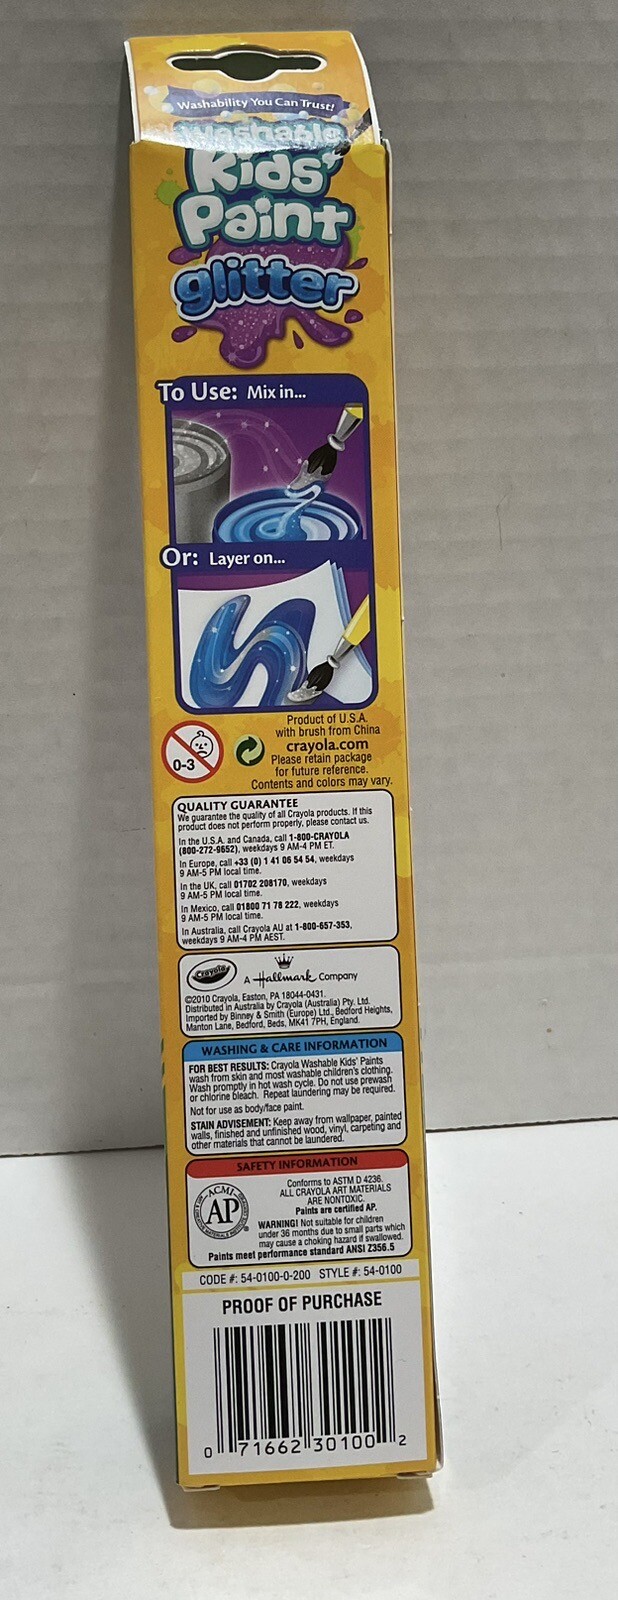 Washability You Can Trust!
Washable
Kids'
Paint
glitter
To Use: Mix in...
Or: Layer on...
0-3
Product of U.S.A.
with brush from China
crayola.com
Please retain package
for future reference.
Contents and colors may vary.
QUALITY GUARANTEE
We guarantee the quality of all Crayola products. If this
product does not perform properly, please contact us.
In the U.S.A. and Canada, call 1-800-CRAYOLA
(800-272-9652), weekdays 9 AM-4 PM ET.
In Europe, call +33 (0) 1 41 06 54 54, weekdays
9 AM-5 PM local time.
In the UK, call 01702 208170, weekdays
9 AM-5 PM local time.
In Mexico, call 01800 71 78 222, weekdays
9 AM-5 PM local time.
In Australia, call Crayola AU at 1-800-657-353,
weekdays 9 AM-4 PM AEST.
Crayola
A Hallmark Company
©2010 Crayola, Easton, PA 18044-0431.
Distributed in Australia by Crayola (Australia) Pty. Ltd.
Imported by Binney & Smith (Europe) Ltd., Bedford Heights,
Manton Lane, Bedford, Beds, MK41 7PH, England.
WASHING & CARE INFORMATION
FOR BEST RESULTS: Crayola Washable Kids' Paints
wash from skin and most washable children's clothing.
Wash promptly in hot wash cycle. Do not use prewash
or chlorine bleach. Repeat laundering may be required.
Not for use as body/face paint.
STAIN ADVISEMENT: Keep away from wallpaper, painted
walls, finished and unfinished wood, vinyl, carpeting and
other materials that cannot be laundered.
SAFETY INFORMATION
ACMI
AP
Conforms to ASTM D 4236.
ALL CRAYOLA ART MATERIALS
ARE NONTOXIC.
Paints are certified AP.
WARNING! Not suitable for children
under 36 months due to small parts which
may cause a choking hazard if swallowed.
Paints meet performance standard ANSI Z356.5
CODE #: 54-0100-0-200 STYLE #: 54-0100
PROOF OF PURCHASE
0 71662 30100 2